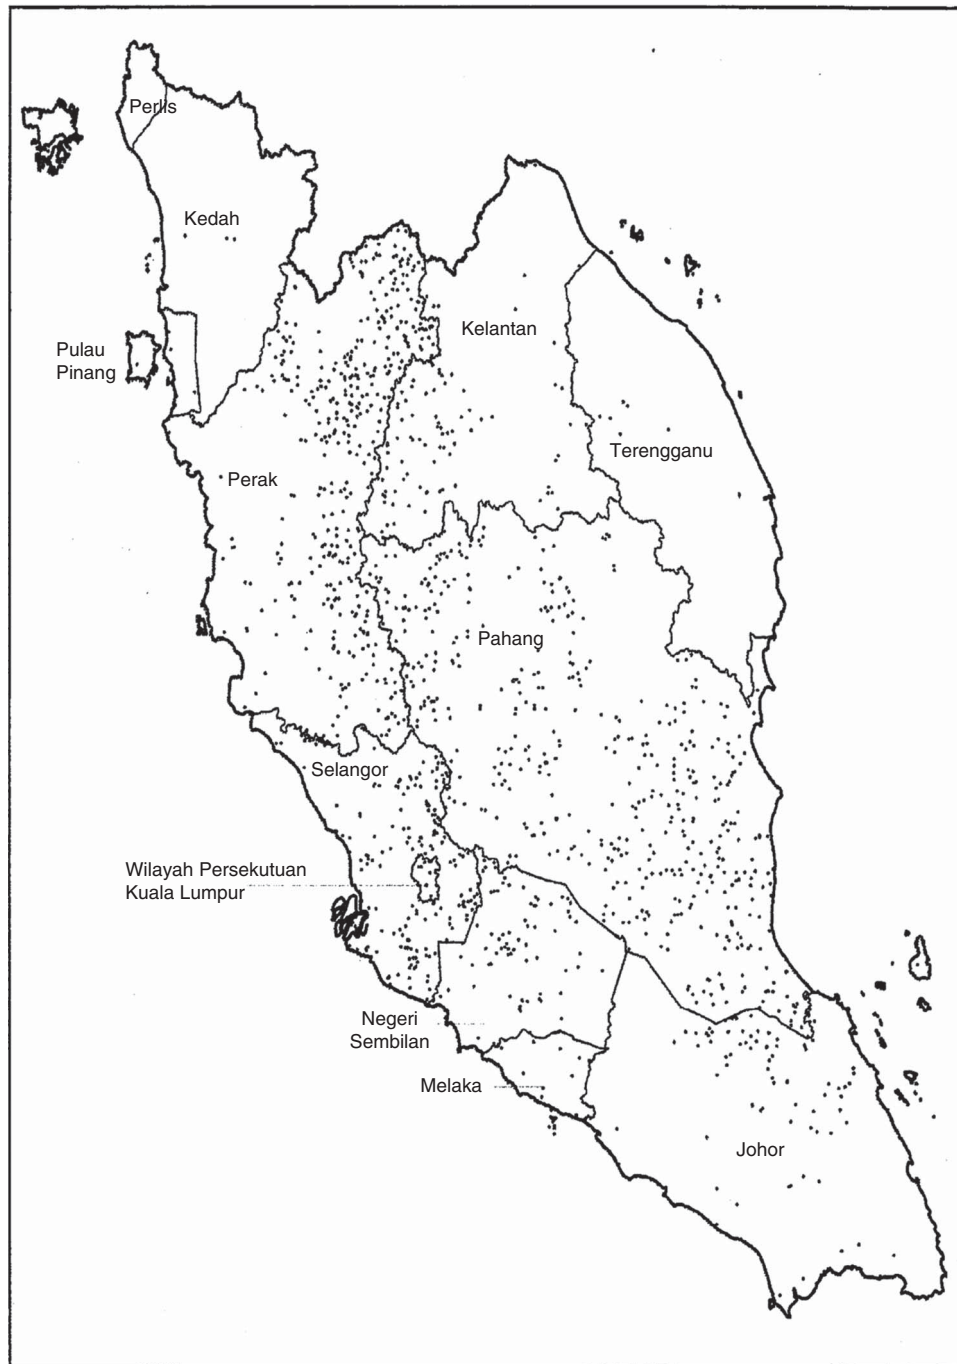 Perlis
Kedah
Pulau
Pinang
Kelantan
Terengganu
Perak
Pahang
Selangor
Wilayah Persekutuan
Kuala Lumpur
Negeri
Sembilan
Melaka
Johor